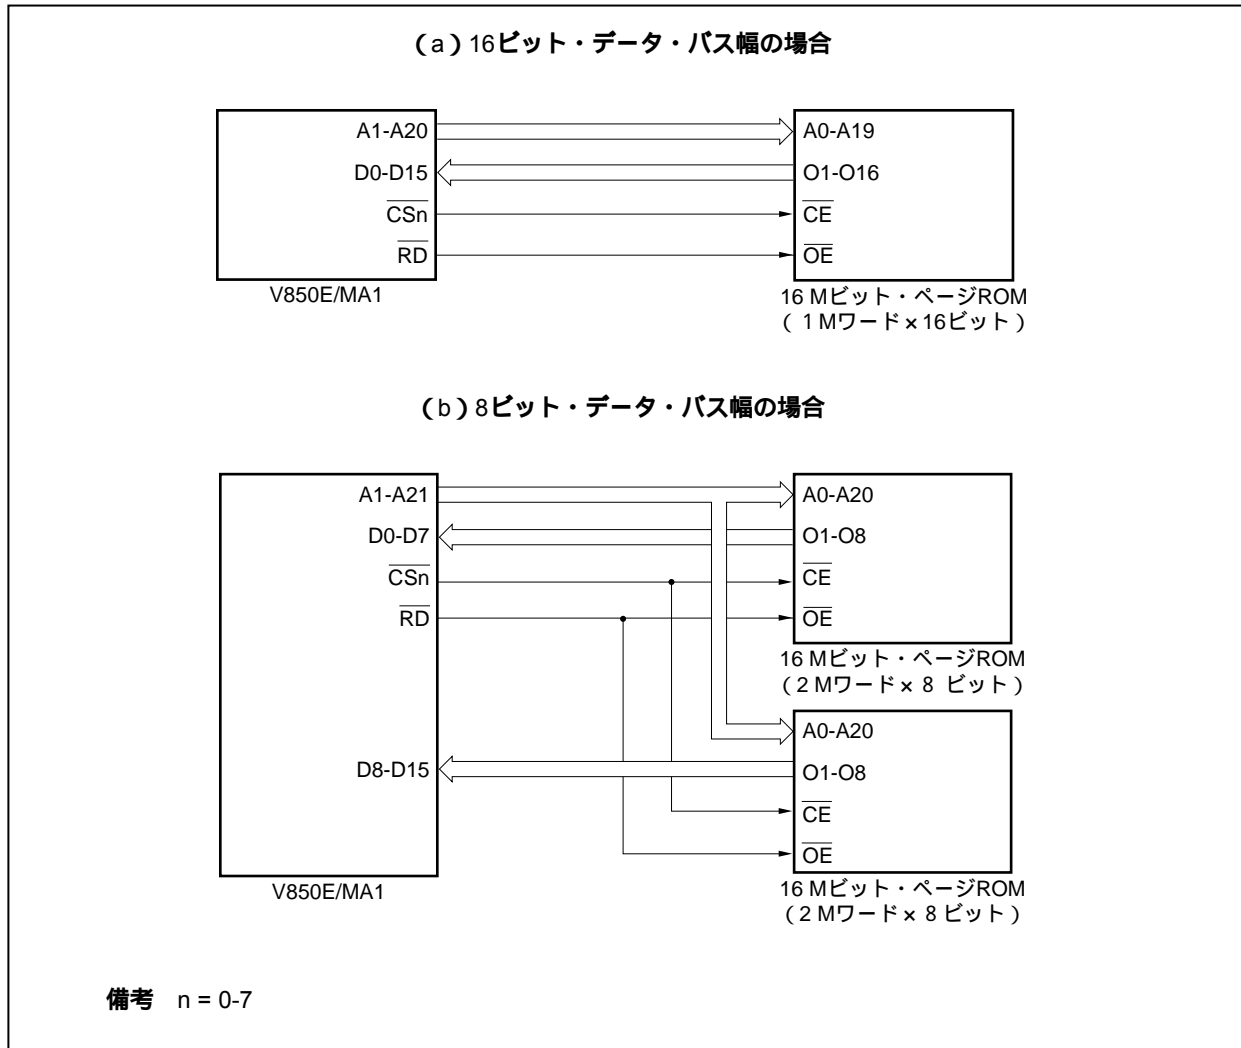 (a)16ビット・データ・バス幅の場合
A1-A20
A0-A19
D0-D15
O1-O16
CSn
CE
RD
OE
V850E/MA1
16 Mビット・ページROM
(1 Mワード×16ビット)
(b)8ビット・データ・バス幅の場合
A1-A21
A0-A20
D0-D7
O1-O8
CSn
CE
RD
OE
16 Mビット・ページROM
(2 Mワード×8 ビット)
A0-A20
D8-D15
O1-O8
CE
OE
V850E/MA1
16 Mビット・ページROM
(2 Mワード×8 ビット)
備考 n = 0-7